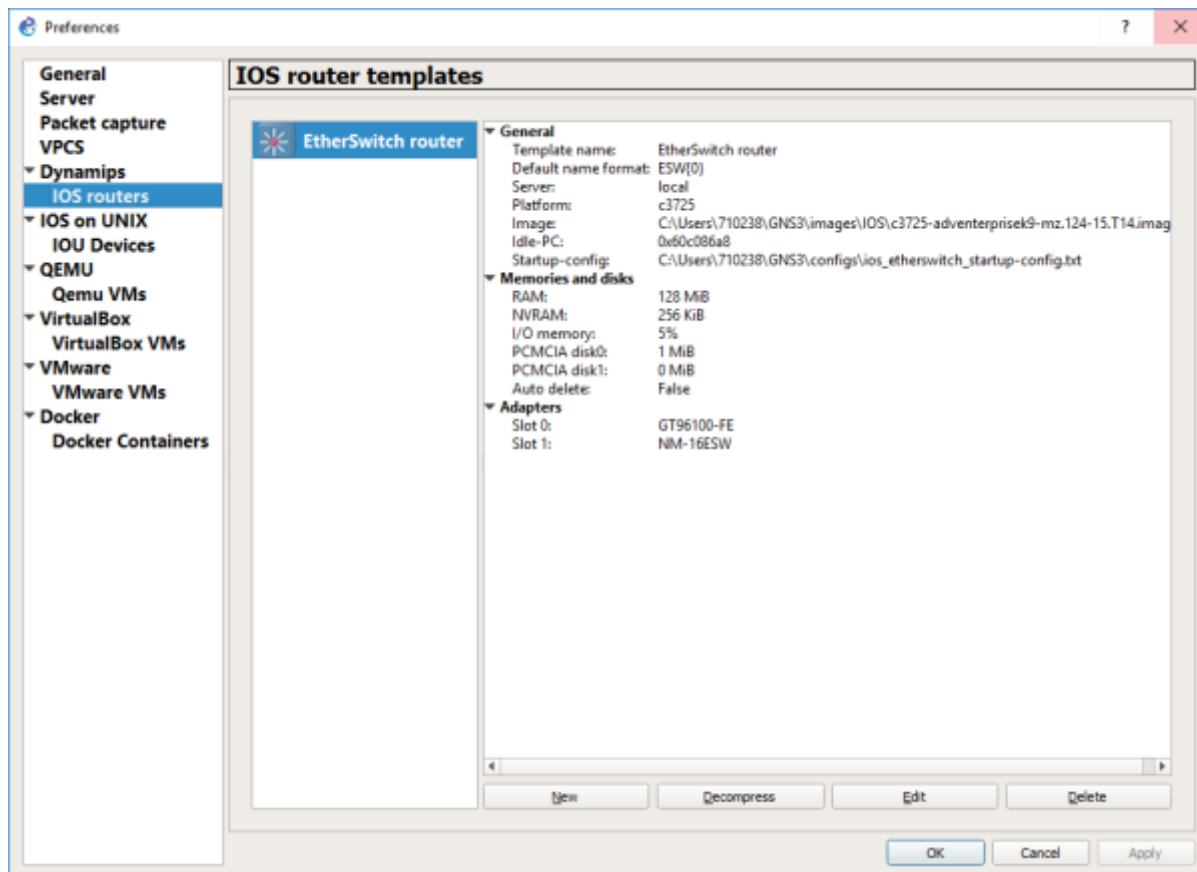 Preferences
?
General
Server
Packet capture
VPCS
Dynamips
IOS routers
IOS on UNIX
IOU Devices
QEMU
Qemu VMs
VirtualBox
VirtualBox VMs
VMware
VMware VMs
Docker
Docker Containers
IOS router templates
EtherSwitch router
General
Template name: EtherSwitch router
Default name format: ESW{0}
Server: local
Platform: c3725
Image: C:\Users\710238\GNS3\images\IOS\c3725-adventerprisek9-mz.124-15.T14.imag
Idle-PC: 0x60c086a8
Startup-config: C:\Users\710238\GNS3\configs\ios_etherswitch_startup-config.txt
Memories and disks
RAM: 128 MiB
NVRAM: 256 KiB
I/O memory: 5%
PCMCIA disk0: 1 MiB
PCMCIA disk1: 0 MiB
Auto delete: False
Adapters
Slot 0: GT96100-FE
Slot 1: NM-16ESW
New Decompress Edit Delete
OK Cancel Apply